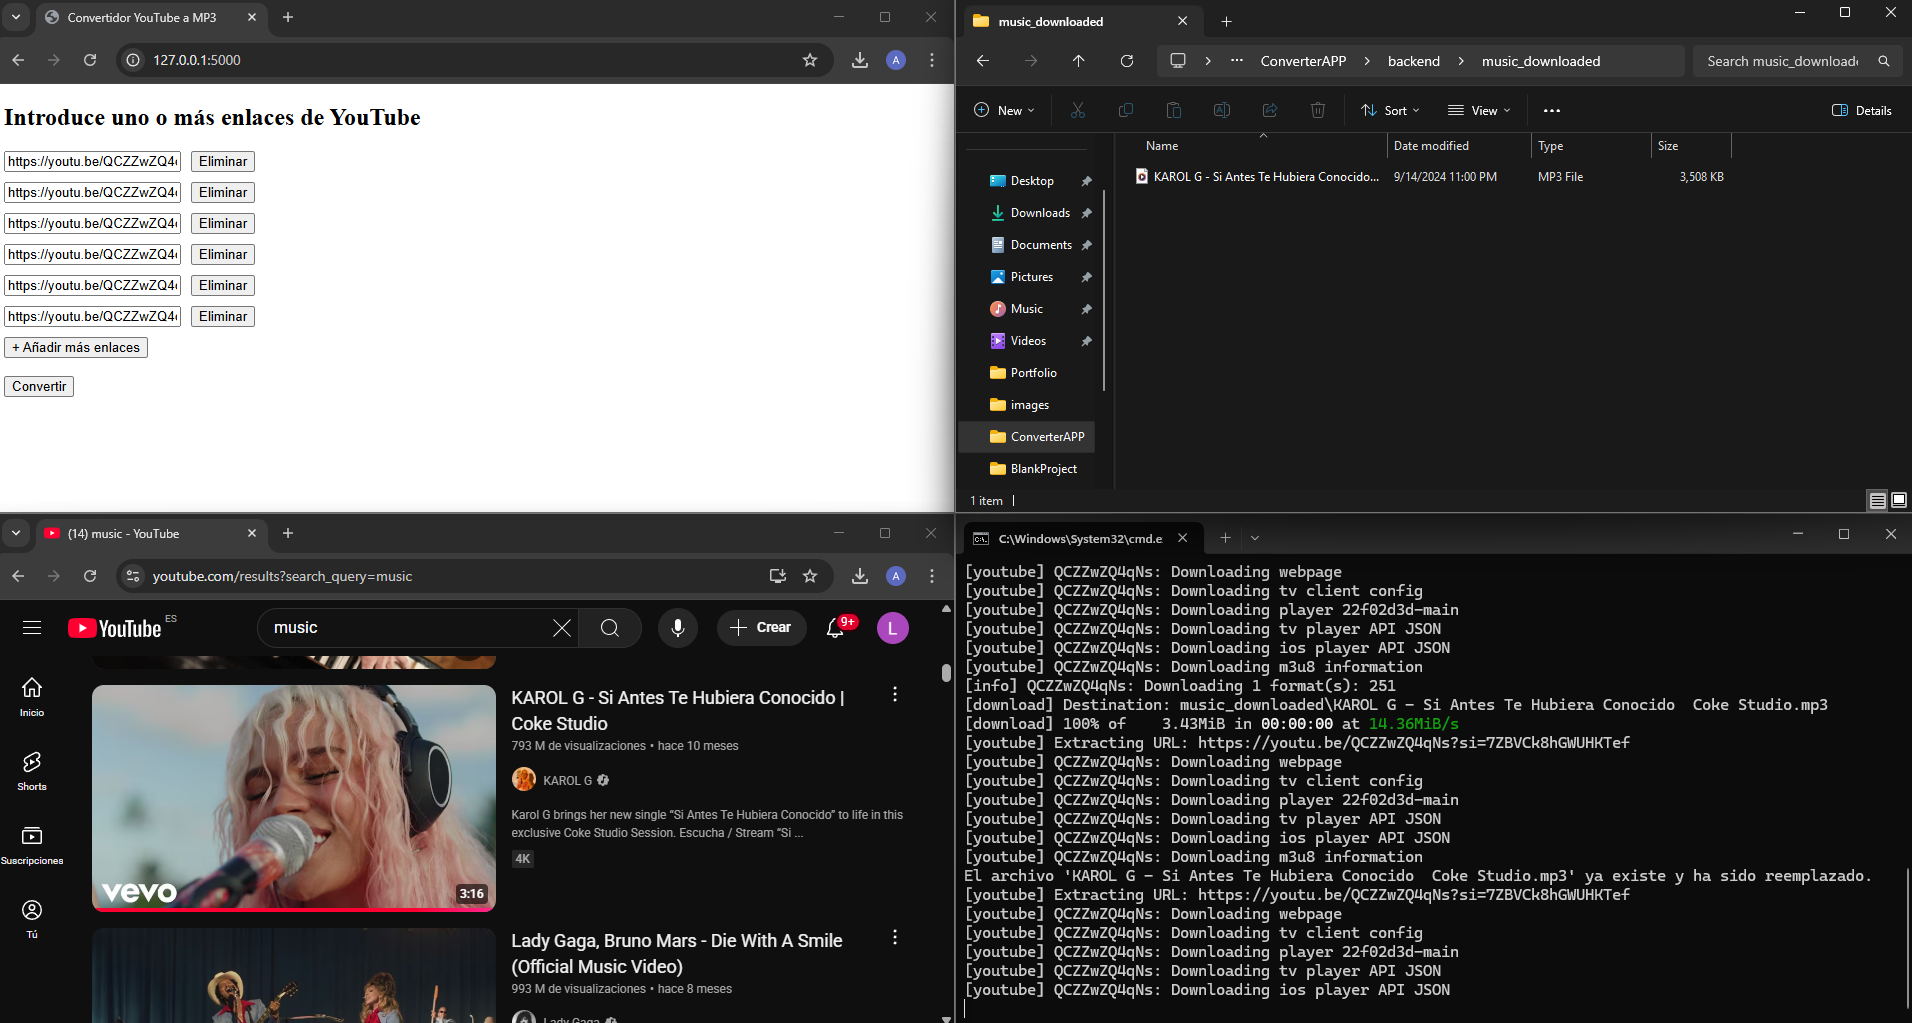 Convertidor YouTube a MP3
127.0.0.1:5000
A
Introduce uno o más enlaces de YouTube
https://youtu.be/QCZZwZQ4 Eliminar
https://youtu.be/QCZZwZQ4 Eliminar
https://youtu.be/QCZZwZQ4 Eliminar
https://youtu.be/QCZZwZQ4 Eliminar
https://youtu.be/QCZZwZQ4 Eliminar
https://youtu.be/QCZZwZQ4 Eliminar
+ Añadir más enlaces
Convertir
music_downloaded
ConverterAPP > backend > music_downloaded
Search music_downloade
New Sort View Details
Name Date modified Type Size
KAROL G - Si Antes Te Hubiera Conocido... 9/14/2024 11:00 PM MP3 File 3,508 KB
Desktop
Downloads
Documents
Pictures
Music
Videos
Portfolio
images
ConverterAPP
BlankProject
1 item
(14) music - YouTube
youtube.com/results?search_query=music
A
YouTube ES
music
Crear
9+
L
Inicio
Shorts
Suscripciones
Tú
vevo
3:16
KAROL G - Si Antes Te Hubiera Conocido |
Coke Studio
793 M de visualizaciones • hace 10 meses
KAROL G
Karol G brings her new single “Si Antes Te Hubiera Conocido” to life in this
exclusive Coke Studio Session. Escucha / Stream “Si ...
4K
Lady Gaga, Bruno Mars - Die With A Smile
(Official Music Video)
993 M de visualizaciones • hace 8 meses
Lady Gaga
C:\Windows\System32\cmd.e
[youtube] QCZZwZQ4qNs: Downloading webpage
[youtube] QCZZwZQ4qNs: Downloading tv client config
[youtube] QCZZwZQ4qNs: Downloading player 22f02d3d-main
[youtube] QCZZwZQ4qNs: Downloading tv player API JSON
[youtube] QCZZwZQ4qNs: Downloading ios player API JSON
[youtube] QCZZwZQ4qNs: Downloading m3u8 information
[info] QCZZwZQ4qNs: Downloading 1 format(s): 251
[download] Destination: music_downloaded\KAROL G - Si Antes Te Hubiera Conocido  Coke Studio.mp3
[download] 100% of    3.43MiB in 00:00:00 at 14.36MiB/s
[youtube] Extracting URL: https://youtu.be/QCZZwZQ4qNs?si=7ZBVCk8hGWUHKTef
[youtube] QCZZwZQ4qNs: Downloading webpage
[youtube] QCZZwZQ4qNs: Downloading tv client config
[youtube] QCZZwZQ4qNs: Downloading player 22f02d3d-main
[youtube] QCZZwZQ4qNs: Downloading tv player API JSON
[youtube] QCZZwZQ4qNs: Downloading ios player API JSON
[youtube] QCZZwZQ4qNs: Downloading m3u8 information
El archivo 'KAROL G - Si Antes Te Hubiera Conocido  Coke Studio.mp3' ya existe y ha sido reemplazado.
[youtube] Extracting URL: https://youtu.be/QCZZwZQ4qNs?si=7ZBVCk8hGWUHKTef
[youtube] QCZZwZQ4qNs: Downloading webpage
[youtube] QCZZwZQ4qNs: Downloading tv client config
[youtube] QCZZwZQ4qNs: Downloading player 22f02d3d-main
[youtube] QCZZwZQ4qNs: Downloading tv player API JSON
[youtube] QCZZwZQ4qNs: Downloading ios player API JSON